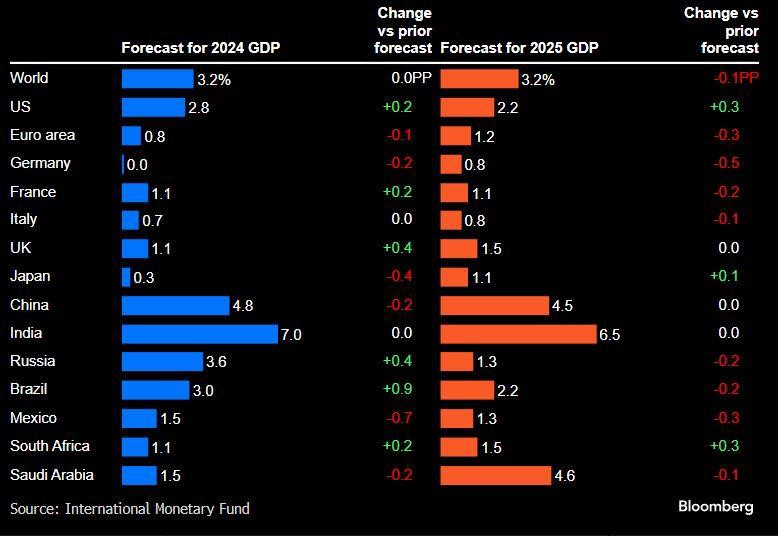 Forecast for 2024 GDP Change vs prior forecast Forecast for 2025 GDP Change vs prior forecast
World 3.2% 0.0PP 3.2% -0.1PP
US 2.8 +0.2 2.2 +0.3
Euro area 0.8 -0.1 1.2 -0.3
Germany 0.0 -0.2 0.8 -0.5
France 1.1 +0.2 1.1 -0.2
Italy 0.7 0.0 0.8 -0.1
UK 1.1 +0.4 1.5 0.0
Japan 0.3 -0.4 1.1 +0.1
China 4.8 -0.2 4.5 0.0
India 7.0 0.0 6.5 0.0
Russia 3.6 +0.4 1.3 -0.2
Brazil 3.0 +0.9 2.2 -0.2
Mexico 1.5 -0.7 1.3 -0.3
South Africa 1.1 +0.2 1.5 +0.3
Saudi Arabia 1.5 -0.2 4.6 -0.1
Source: International Monetary Fund Bloomberg